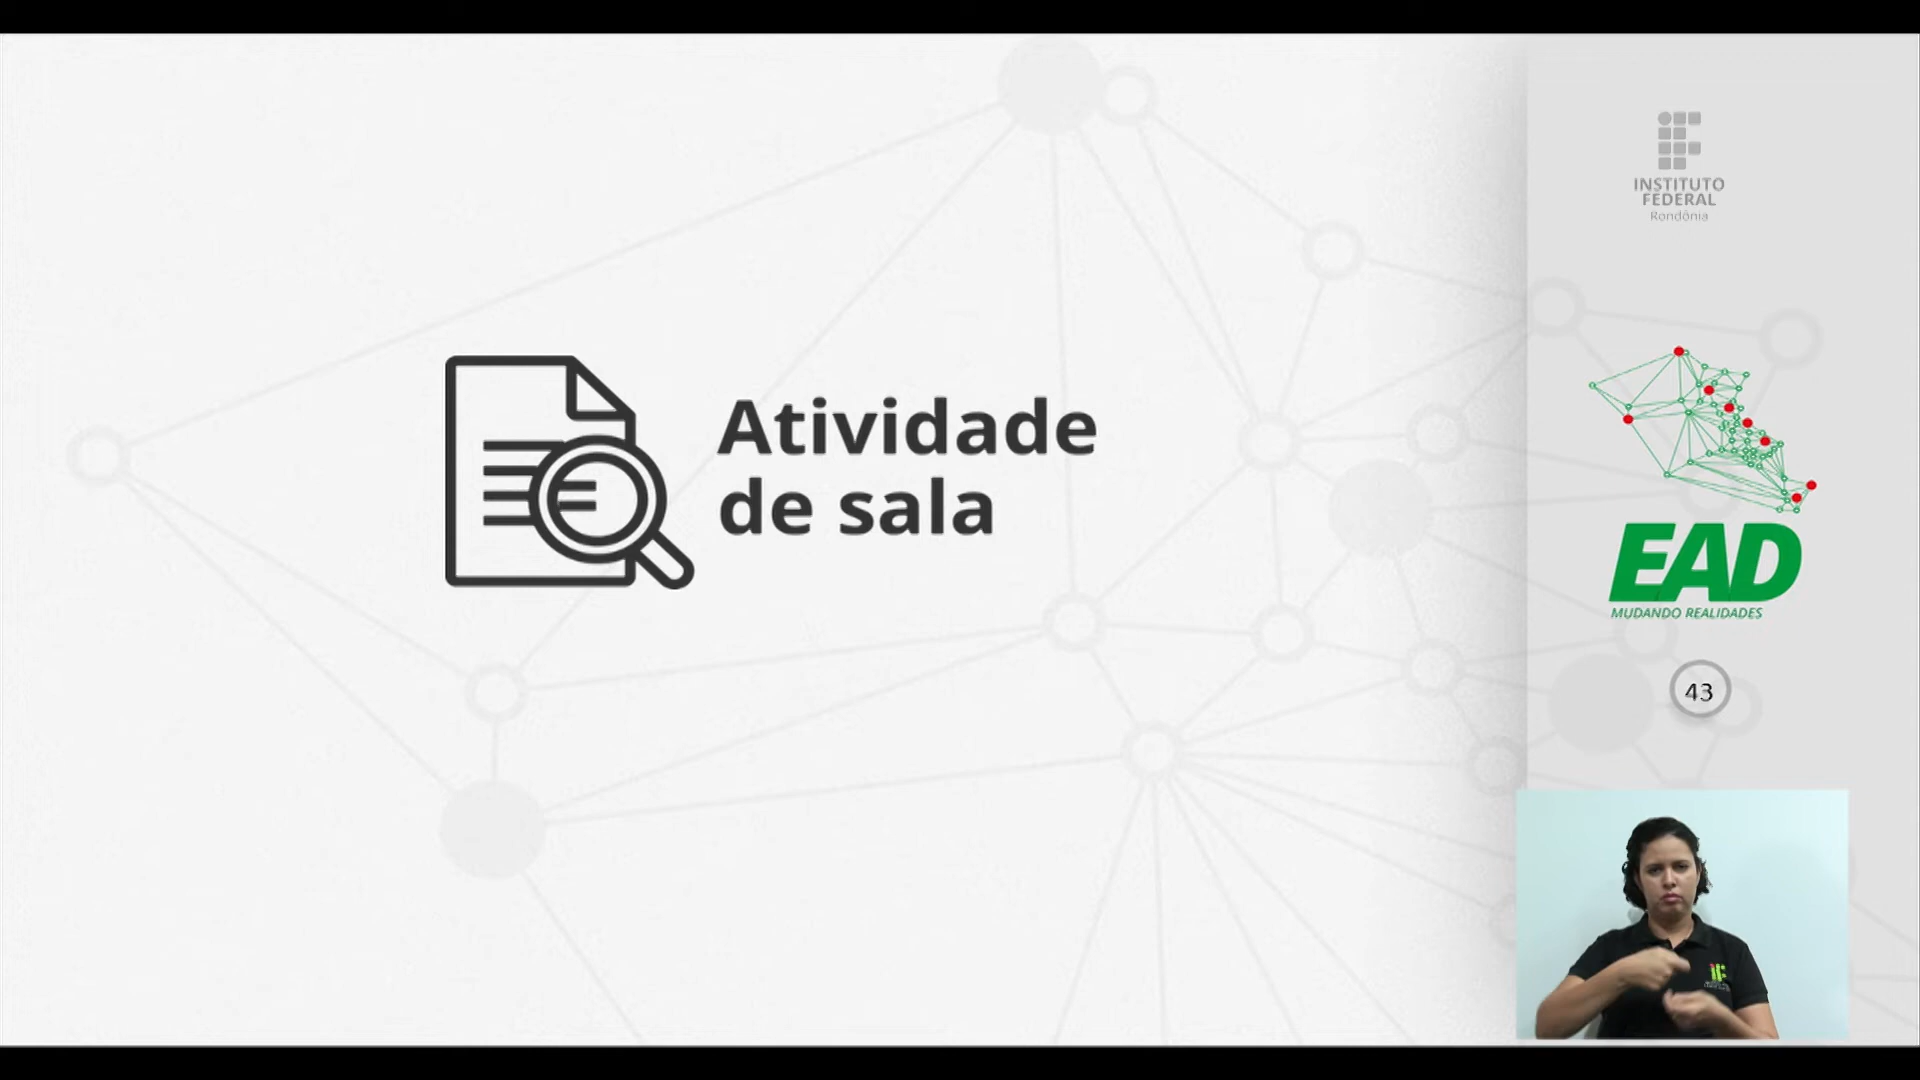 Atividade
de sala
INSTITUTO
FEDERAL
Rondônia
EAD
MUDANDO REALIDADES
43